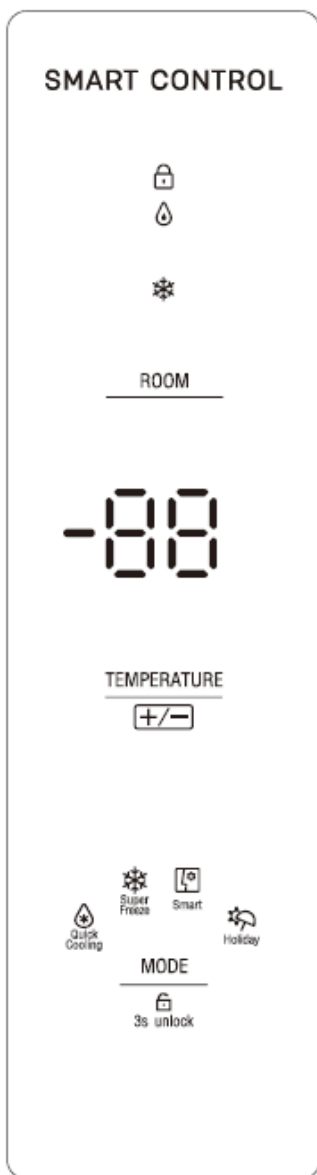 SMART CONTROL
ROOM
-88
TEMPERATURE
+/-
Super
Freeze
Smart
Quick
Cooling
Holiday
MODE
3s unlock